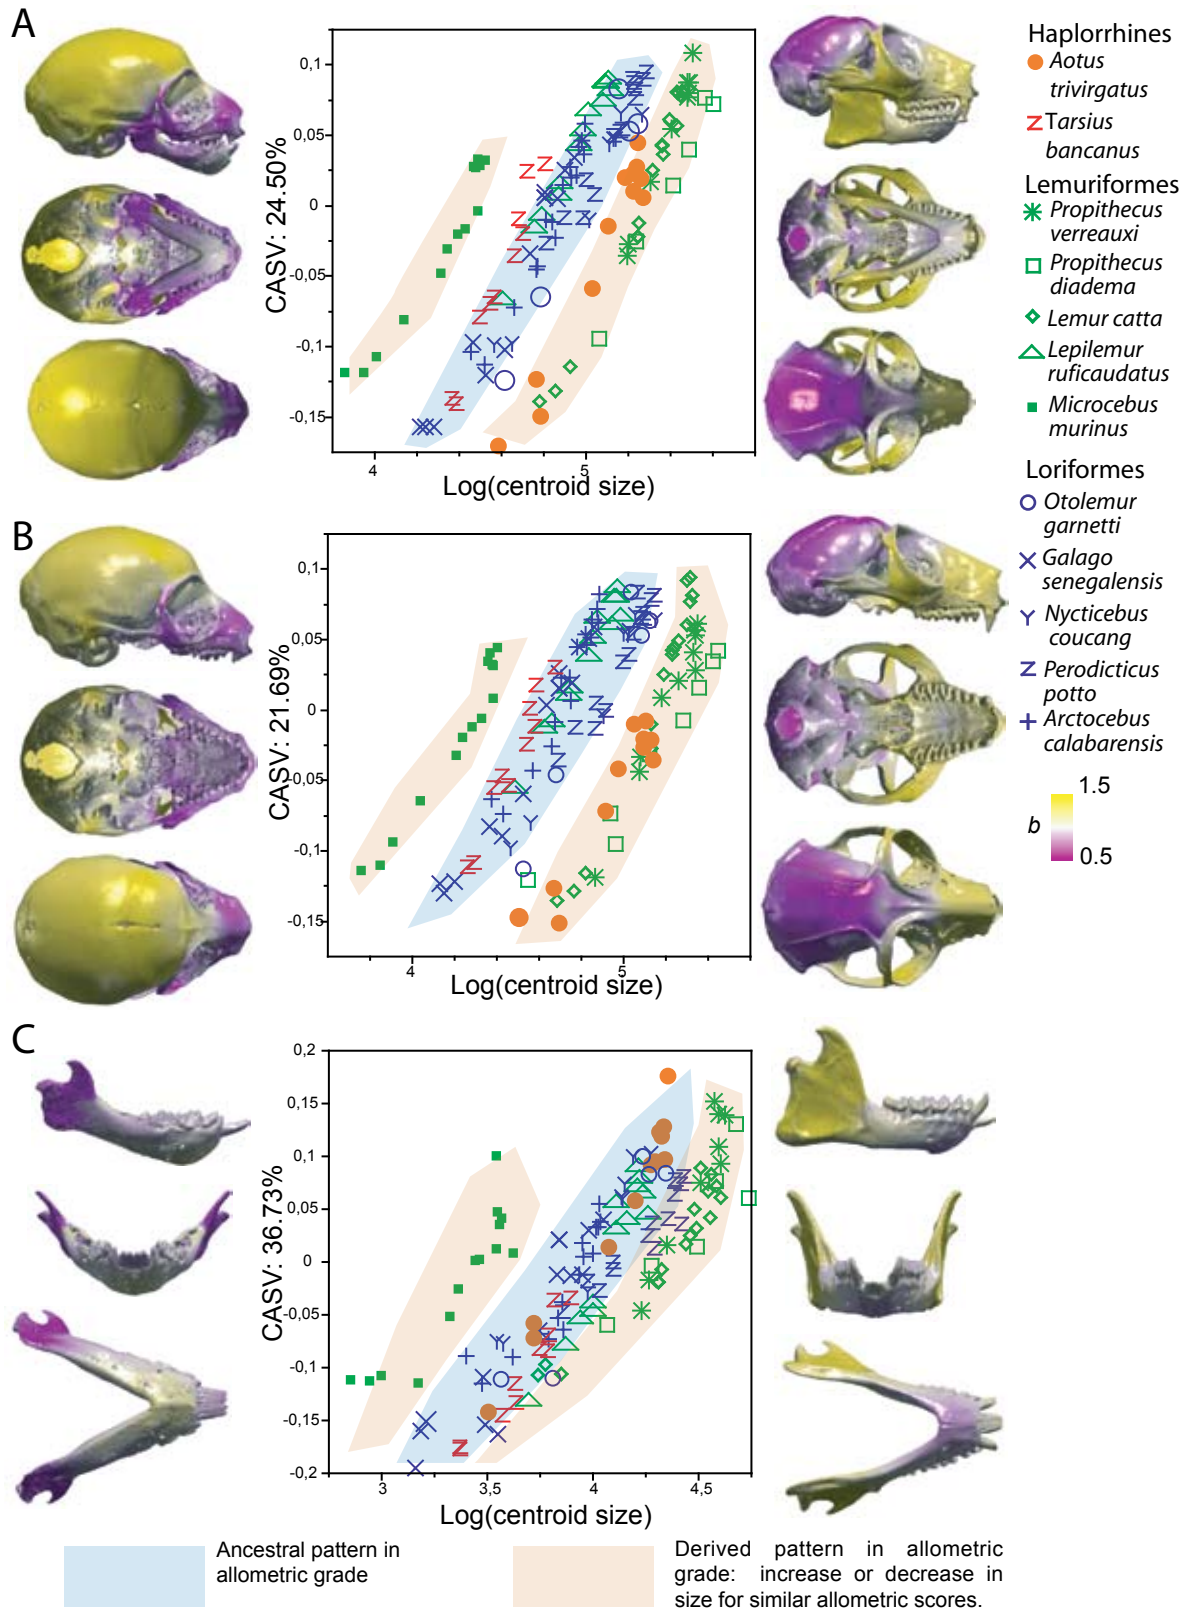 A
CASV: 24.50%
0,1
0,05
0
-0,05
-0,1
-0,15
4
5
Log(centroid size)
Haplorrhines
Aotus
trivirgatus
Tarsius
bancanus
Lemuriformes
Propithecus
verreauxi
Propithecus
diadema
Lemur catta
Lepilemur
ruficaudatus
Microcebus
murinus
Loriformes
Otolemur
garnetti
Galago
senegalensis
Nycticebus
coucang
Perodicticus
potto
Arctocebus
calabarensis
b
1.5
0.5
B
CASV: 21.69%
0,1
0,05
0
-0,05
-0,1
-0,15
4
5
Log(centroid size)
C
CASV: 36.73%
0,2
0,15
0,1
0,05
0
-0,05
-0,1
-0,15
-0,2
3
3,5
4
4,5
Log(centroid size)
Ancestral pattern in
allometric grade
Derived pattern in allometric
grade: increase or decrease in
size for similar allometric scores.